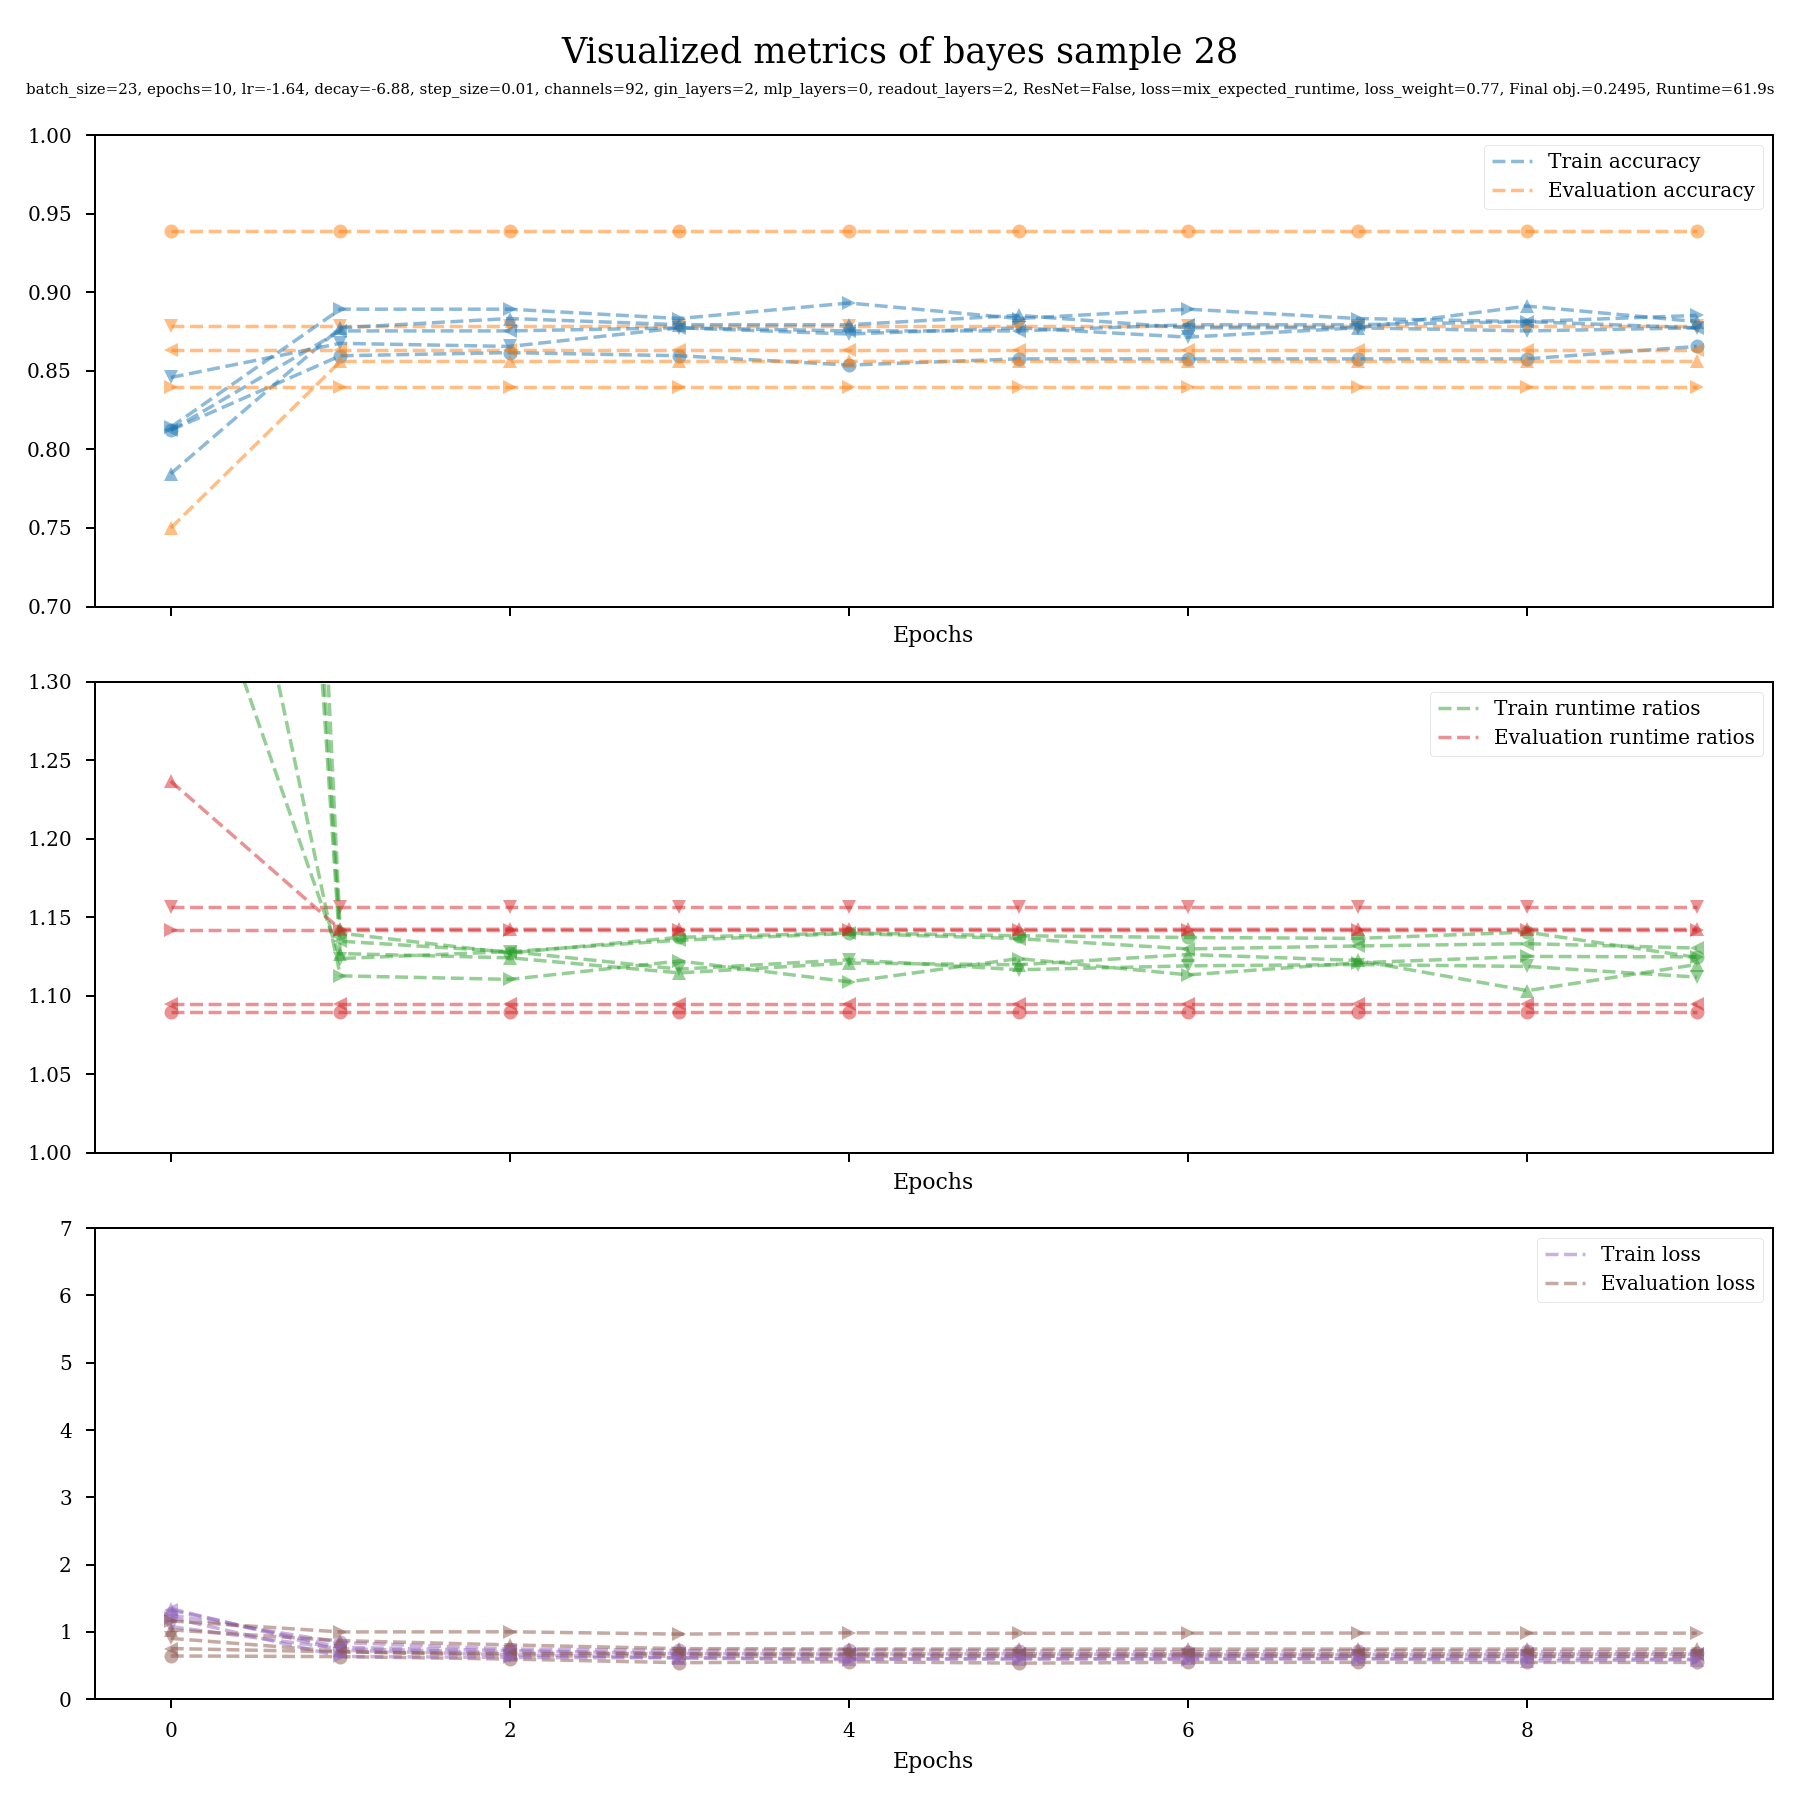 Visualized metrics of bayes sample 28
batch_size=23, epochs=10, lr=-1.64, decay=-6.88, step_size=0.01, channels=92, gin_layers=2, mlp_layers=0, readout_layers=2, ResNet=False, loss=mix_expected_runtime, loss_weight=0.77, Final obj.=0.2495, Runtime=61.9s
1.00
0.95
0.90
0.85
0.80
0.75
0.70
Train accuracy
Evaluation accuracy
Epochs
1.30
1.25
1.20
1.15
1.10
1.05
1.00
Train runtime ratios
Evaluation runtime ratios
Epochs
7
6
5
4
3
2
1
0
Train loss
Evaluation loss
0 2 4 6 8
Epochs